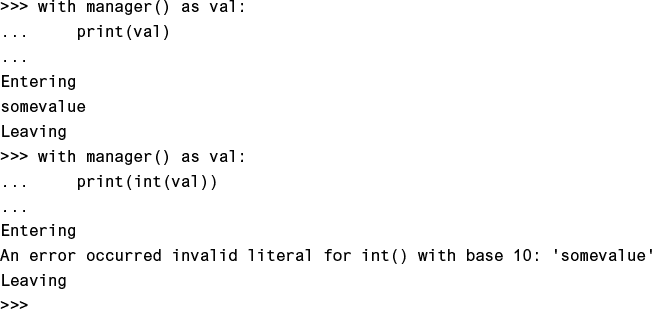 >>> with manager() as val:
...     print(val)
...
Entering
somevalue
Leaving
>>> with manager() as val:
...     print(int(val))
...
Entering
An error occurred invalid literal for int() with base 10: 'somevalue'
Leaving
>>>